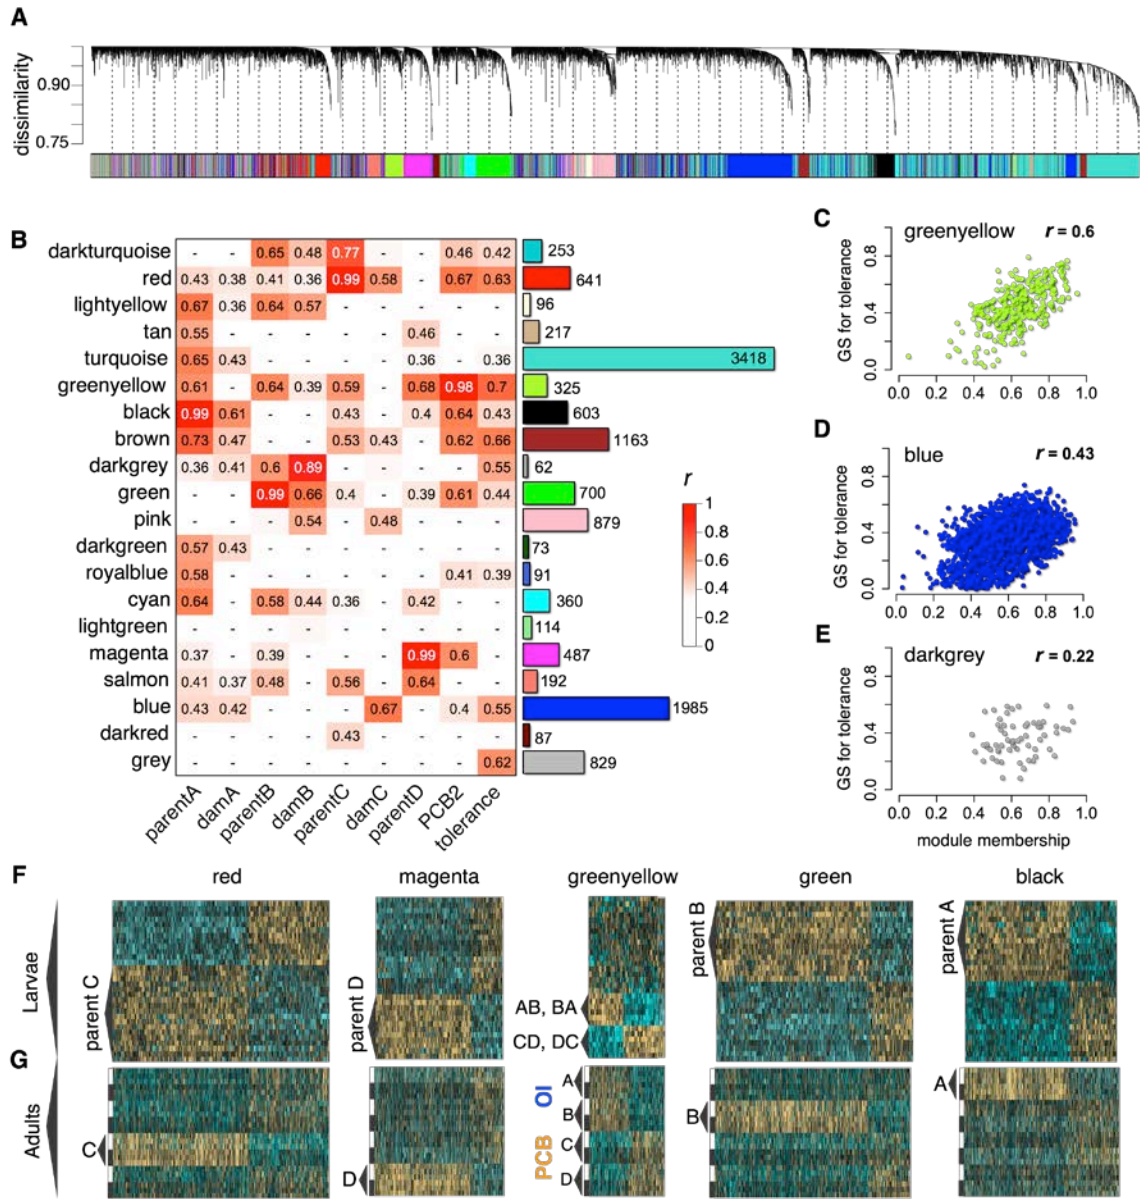 A
dissimilarity
0.90
0.75
B
darkturquoise - - 0.65 0.48 0.77 - - 0.46 0.42 253
red 0.43 0.38 0.41 0.36 0.99 0.58 - 0.67 0.63 641
lightyellow 0.67 0.36 0.64 0.57 - - - - - 96
tan 0.55 - - - - - 0.46 - - 217
turquoise 0.65 0.43 - - - - 0.36 - 0.36 3418
greenyellow 0.61 - 0.64 0.39 0.59 - 0.68 0.98 0.7 325
black 0.99 0.61 - - 0.43 - 0.4 0.64 0.43 603
brown 0.73 0.47 - - 0.53 0.43 - 0.62 0.66 1163
darkgrey 0.36 0.41 0.6 0.89 - - - - 0.55 62
green - - 0.99 0.66 0.4 - 0.39 0.61 0.44 700
pink - - - 0.54 - 0.48 - - - 879
darkgreen 0.57 0.43 - - - - - - - 73
royalblue 0.58 - - - - - - 0.41 0.39 91
cyan 0.64 - 0.58 0.44 0.36 - 0.42 - - 360
lightgreen - - - - - - - - - 114
magenta 0.37 - 0.39 - - - 0.99 0.6 - 487
salmon 0.41 0.37 0.48 - 0.56 - 0.64 - - 192
blue 0.43 0.42 - - - 0.67 - 0.4 0.55 1985
darkred - - - - 0.43 - - - - 87
grey - - - - - - - - 0.62 829
parentA damA parentB damB parentC damC parentD PCB2 tolerance
r
1
0.8
0.6
0.4
0.2
0
C
greenyellow r = 0.6
GS for tolerance
0.8
0.4
0.0
0.0 0.2 0.4 0.6 0.8 1.0
D
blue r = 0.43
GS for tolerance
0.8
0.4
0.0
0.0 0.2 0.4 0.6 0.8 1.0
E
darkgrey r = 0.22
GS for tolerance
0.8
0.4
0.0
0.0 0.2 0.4 0.6 0.8 1.0
module membership
F
red magenta greenyellow green black
Larvae
parent C
parent D
AB, BA
CD, DC
parent B
parent A
G
Adults
C
D
OI
PCB
A
B
C
D
B
A